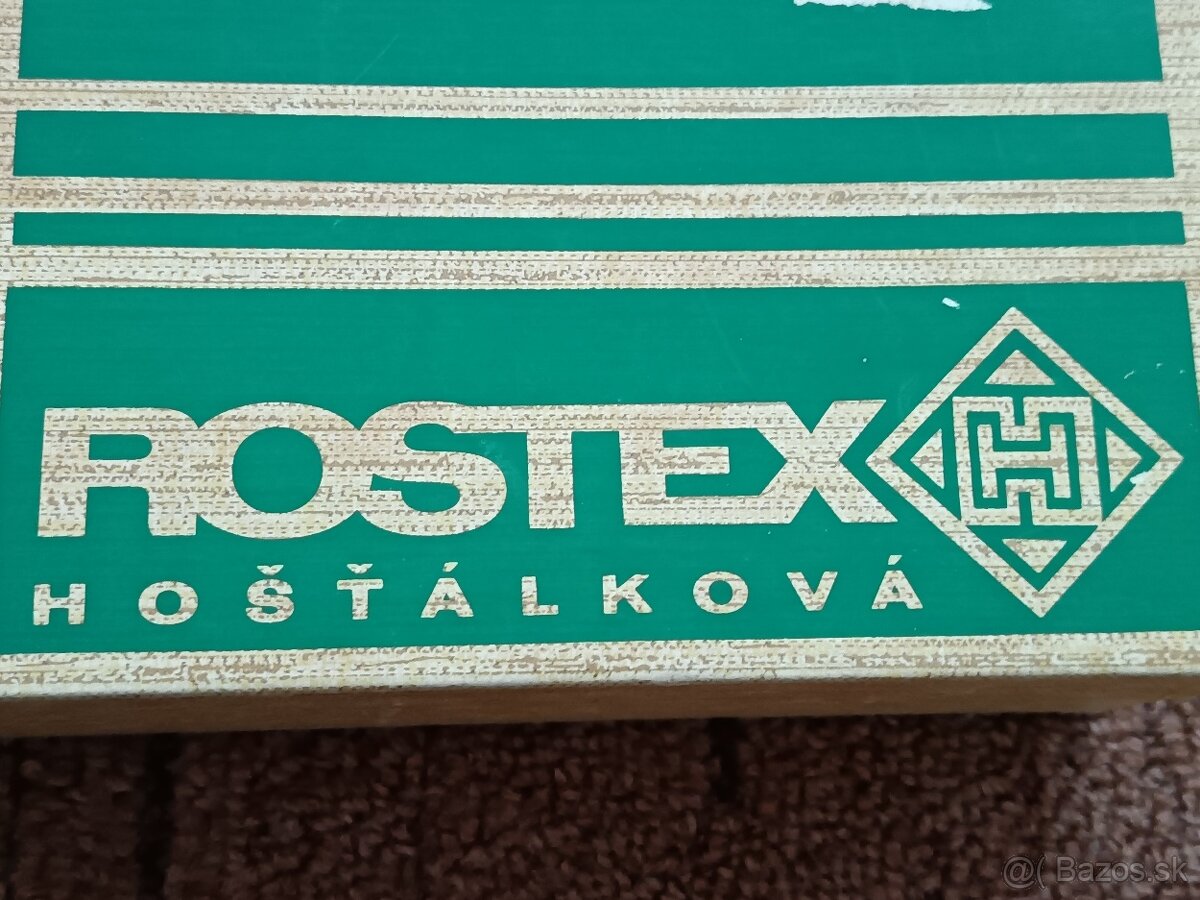 ROSTEX
H
HOŠŤÁLKOVÁ
@( Bazos.sk